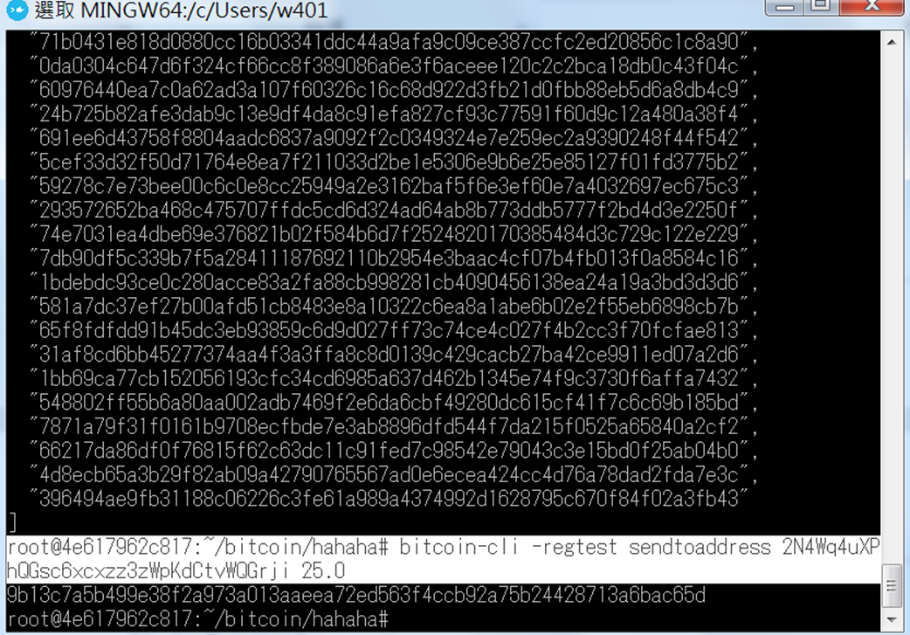 選取 MINGW64:/c/Users/w401
"71b0431e818d0880cc16b03341ddc44a9afa9c09ce387ccfc2ed20856c1c8a90",
"0da0304c647d6f324cf66cc8f389086a6e3f6aceee120c2c2bca18db0c43f04c",
"60976440ea7c0a62ad3a107f60326c16c68d922d3fb21d0fbb88eb5d6a8db4c9",
"24b725b82afe3dab9c13e9df4da8c91efa827cf93c77591f60d9c12a480a38f4",
"691ee6d43758f8804aadc6837a9092f2c0349324e7e259ec2a9390248f44f542",
"5cef33d32f50d71764e8ea7f211033d2be1e5306e9b6e25e85127f01fd3775b2",
"59278c7e73bee00c6c0e8cc25949a2e3162baf5f6e3ef60e7a4032697ec675c3",
"293572652ba468c475707ffdc5cd6d324ad64ab8b773ddb5777f2bd4d3e2250f",
"74e7031ea4dbe69e376821b02f584b6d7f2524820170385484d3c729c122e229",
"7db90df5c339b7f5a28411187692110b2954e3baac4cf07b4fb013f0a8584c16",
"1bdebdc93ce0c280acce83a2fa88cb998281cb4090456138ea24a19a3bd3d3d6",
"581a7dc37ef27b00afd51cb8483e8a10322c6ea8a1abe6b02e2f55eb6898cb7b",
"65f8fdfdd91b45dc3eb93859c6d9d027ff73c74ce4c027f4b2cc3f70fcfae813",
"31af8cd6bb45277374aa4f3a3ffa8c8d0139c429cacb27ba42ce9911ed07a2d6",
"1bb69ca77cb152056193cfc34cd6985a637d462b1345e74f9c3730f6affa7432",
"548802ff55b6a80aa002adb7469f2e6da6cbf49280dc615cf41f7c6c69b185bd",
"7871a79f31f0161b9708ecfbde7e3ab8896dfd544f7da215f0525a65840a2cf2",
"66217da86df0f76815f62c63dc11c91fed7c98542e79043c3e15bd0f25ab04b0",
"4d8ecb65a3b29f82ab09a42790765567ad0e6ecea424cc4d76a78dad2fda7e3c",
"396494ae9fb31188c06226c3fe61a989a4374992d1628795c670f84f02a3fb43"
]
root@4e617962c817:~/bitcoin/hahaha# bitcoin-cli -regtest sendtoaddress 2N4Wq4uXP
hQGsc6xcxzz3zWpKdCtvWQGrji 25.0
9b13c7a5b499e38f2a973a013aaeea72ed563f4ccb92a75b24428713a6bac65d
root@4e617962c817:~/bitcoin/hahaha#